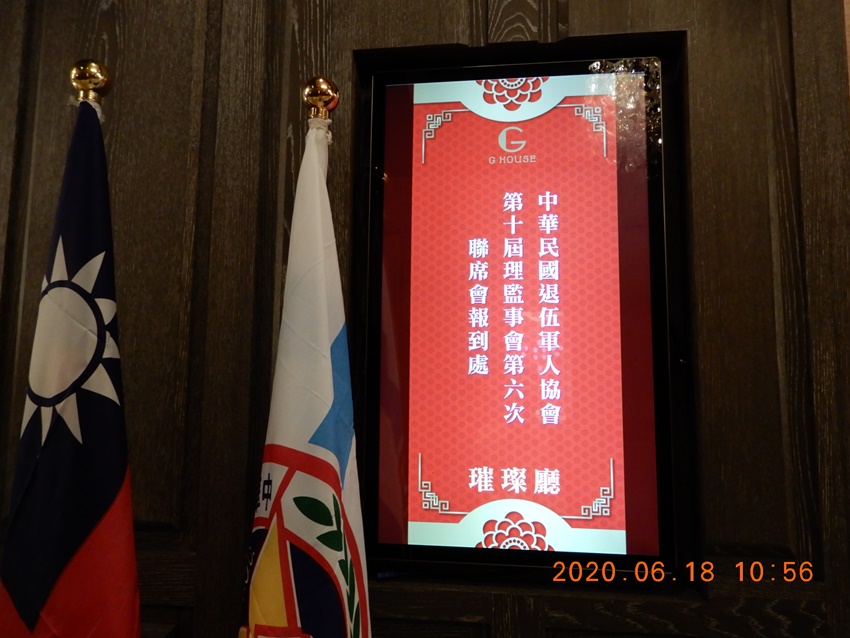 G
G HOUSE
中華民國退伍軍人協會
第十屆理監事會第六次
聯席會報到處
璀璨廳
中
2020.06.18 10:56